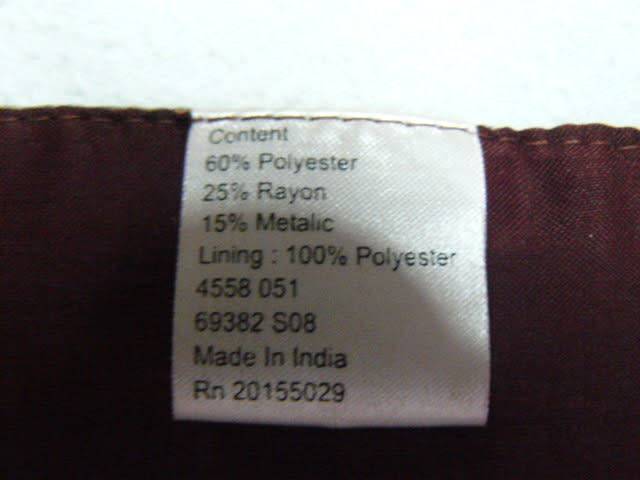 Content
60% Polyester
25% Rayon
15% Metalic
Lining : 100% Polyester
4558 051
69382 S08
Made In India
Rn 20155029